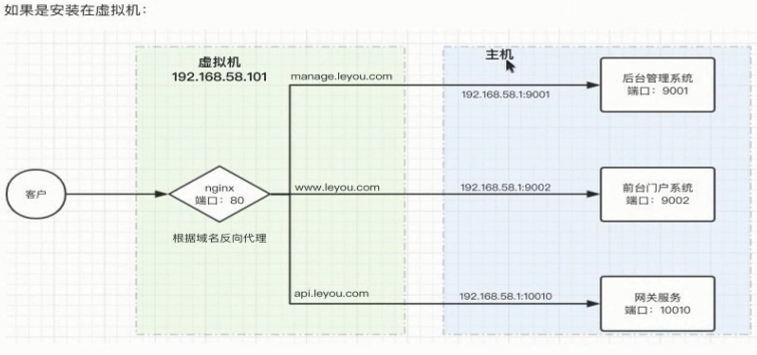 如果是安装在虚拟机：
虚拟机
192.168.58.101
主机
manage.leyou.com
192.168.58.1:9001
后台管理系统
端口：9001
客户
nginx
端口：80
www.leyou.com
192.168.58.1:9002
前台门户系统
端口：9002
根据域名反向代理
api.leyou.com
192.168.58.1:10010
网关服务
端口：10010